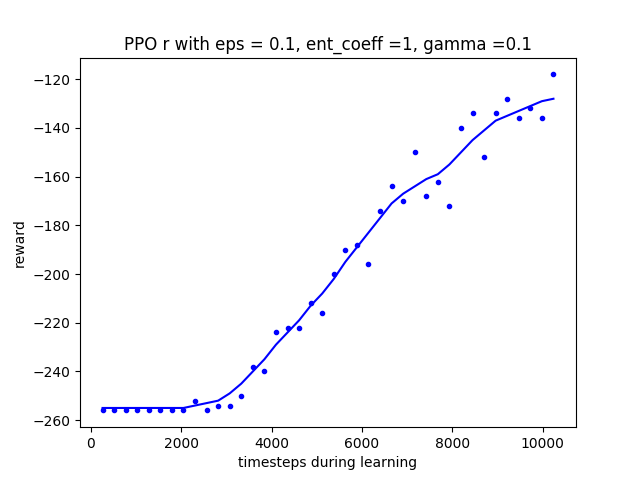 PPO r with eps = 0.1, ent_coeff =1, gamma =0.1
−120
−140
−160
−180
−200
−220
−240
−260
reward
0 2000 4000 6000 8000 10000
timesteps during learning